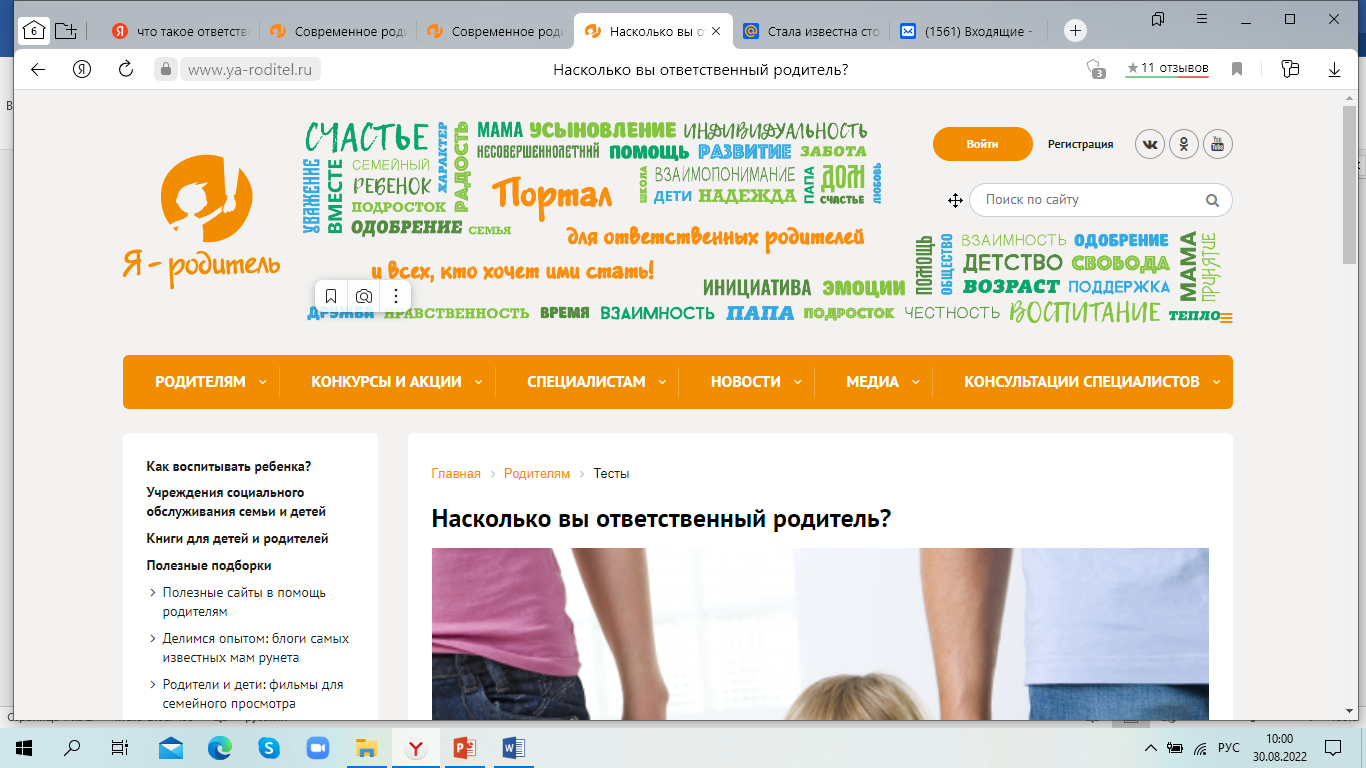 6
что такое ответств
Современное роди
Современное роди
Насколько вы от
Стала известна сто
(1561) Входящие -
www.ya-roditel.ru
Насколько вы ответственный родитель?
3
★11 отзывов
Я - родитель
СЧАСТЬЕ
ХАРАКТЕР
РАДОСТЬ
МАМА УСЫНОВЛЕНИЕ ИНДИВИДУАЛЬНОСТЬ
НЕСОВЕРШЕННОЛЕТНИЙ ПОМОЩЬ РАЗВИТИЕ ЗАБОТА
УВАЖЕНИЕ
ВМЕСТЕ
СЕМЕЙНЫЙ
РЕБЕНОК
ПОДРОСТОК
ОДОБРЕНИЕ СЕМЬЯ
Портал
ШКОЛА
ВЗАИМОПОНИМАНИЕ
ДЕТИ НАДЕЖДА
ПАПА
ДОМ
СЧАСТЬЕ
ЛЮБОВЬ
для ответственных родителей
и всех, кто хочет ими стать!
ИНИЦИАТИВА ЭМОЦИИ
ПОМОЩЬ
ОБЩЕСТВО
ВЗАИМНОСТЬ ОДОБРЕНИЕ
ДЕТСТВО СВОБОДА
ВОЗРАСТ ПОДДЕРЖКА
МАМА
ПРИНЯТИЕ
ДРУЖБА НРАВСТВЕННОСТЬ ВРЕМЯ ВЗАИМНОСТЬ ПАПА ПОДРОСТОК ЧЕСТНОСТЬ ВОСПИТАНИЕ ТЕПЛО
Войти
Регистрация
You Tube
Поиск по сайту
РОДИТЕЛЯМ
КОНКУРСЫ И АКЦИИ
СПЕЦИАЛИСТАМ
НОВОСТИ
МЕДИА
КОНСУЛЬТАЦИИ СПЕЦИАЛИСТОВ
Как воспитывать ребенка?
Учреждения социального
обслуживания семьи и детей
Книги для детей и родителей
Полезные подборки
Полезные сайты в помощь
родителям
Делимся опытом: блоги самых
известных мам рунета
Родители и дети: фильмы для
семейного просмотра
Главная > Родителям > Тесты
Насколько вы ответственный родитель?
РУС
10:00
30.08.2022